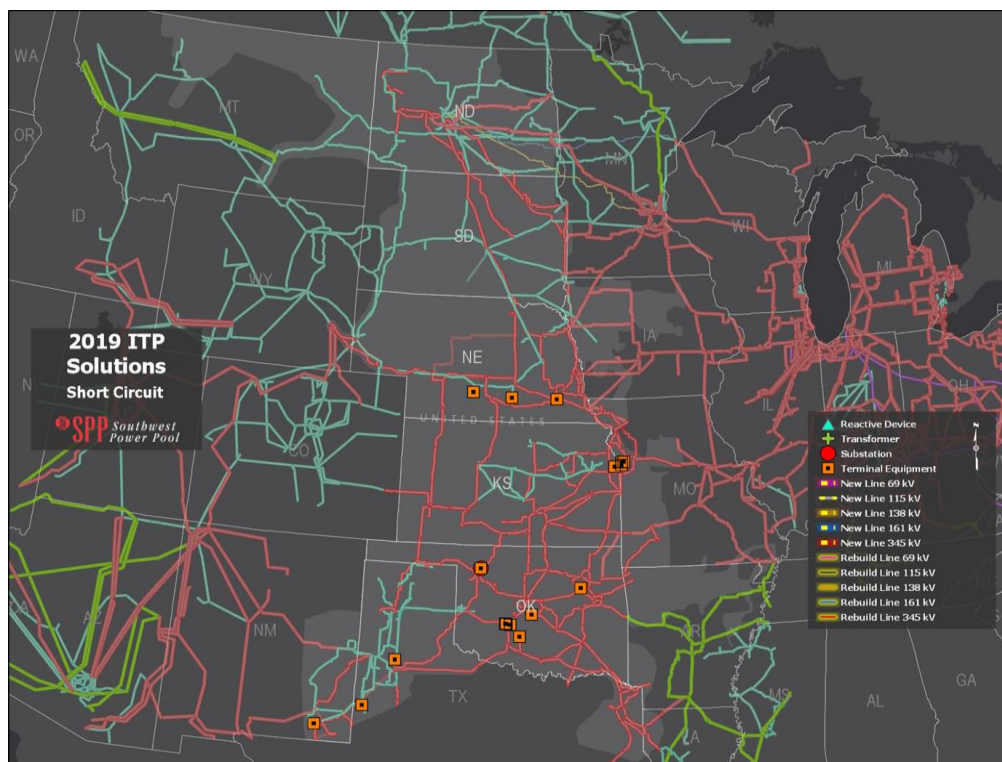 WA
OR
MT
ND
MN
ID
SD
WI
MI
WY
IA
NE
2019 ITP
Solutions
Short Circuit
SPP Southwest
Power Pool
UNITED STATES
IL
OH
CO
KS
MO
Reactive Device
Transformer
Substation
Terminal Equipment
New Line 69 kV
New Line 115 kV
New Line 138 kV
New Line 161 kV
New Line 345 kV
Rebuild Line 69 kV
Rebuild Line 115 kV
Rebuild Line 138 kV
Rebuild Line 161 kV
Rebuild Line 345 kV
N
CA
AZ
NM
OK
AR
TX
MS
AL
GA
LA